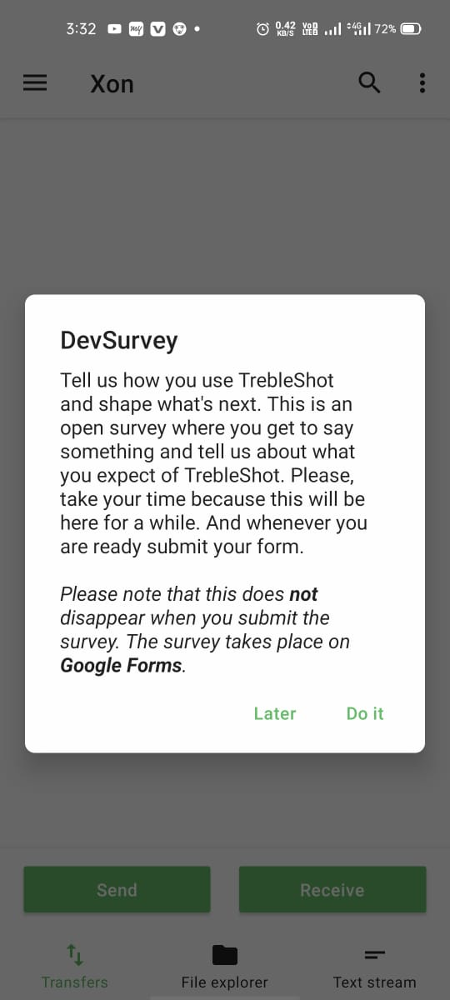 3:32
my
V
0.42
KB/S
VoD
LTE
4G
72%
Xon
DevSurvey
Tell us how you use TrebleShot
and shape what's next. This is an
open survey where you get to say
something and tell us about what
you expect of TrebleShot. Please,
take your time because this will be
here for a while. And whenever you
are ready submit your form.
Please note that this does not
disappear when you submit the
survey. The survey takes place on
Google Forms.
Later Do it
Send Receive
Transfers File explorer Text stream